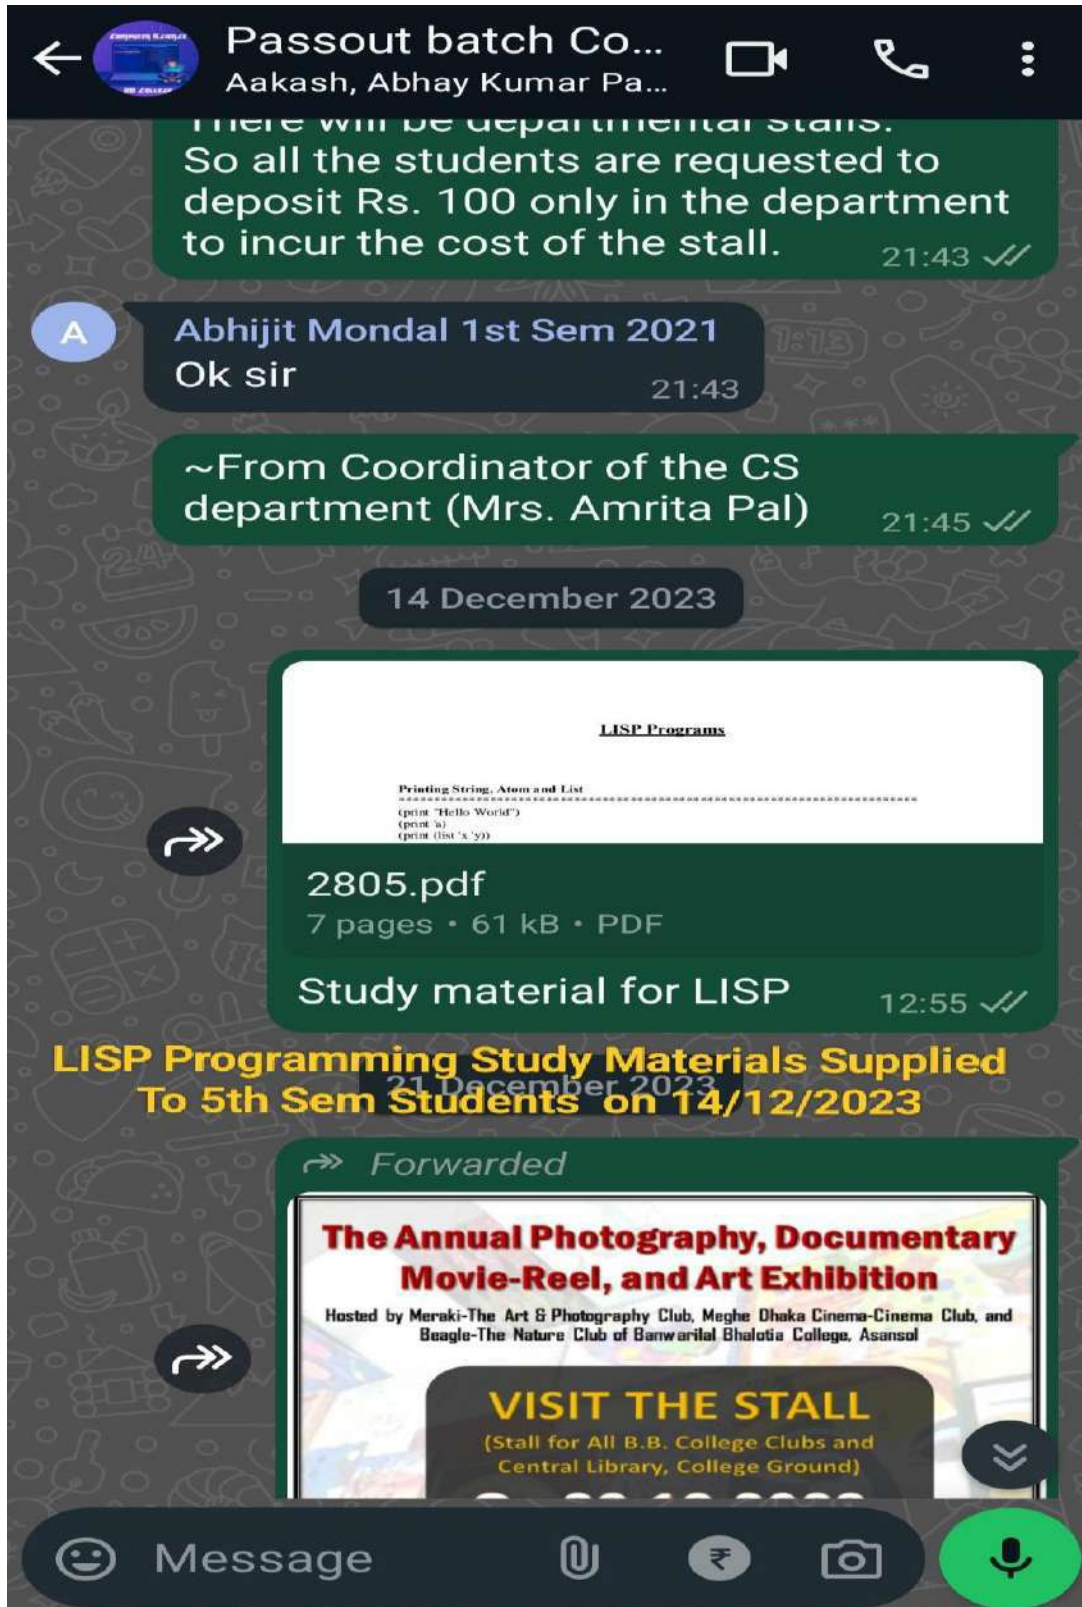 Passout batch Co...
Aakash, Abhay Kumar Pa...
There will be departmental stalls.
So all the students are requested to
deposit Rs. 100 only in the department
to incur the cost of the stall.
21:43
A
Abhijit Mondal 1st Sem 2021
Ok sir
21:43
~From Coordinator of the CS
department (Mrs. Amrita Pal)
21:45
14 December 2023
LISP Programs
Printing String, Atom and List
(print "Hello World")
(print 'a)
(print (list 'x 'y))
2805.pdf
7 pages • 61 kB • PDF
Study material for LISP
12:55
LISP Programming Study Materials Supplied
21 December 2023
To 5th Sem Students on 14/12/2023
Forwarded
The Annual Photography, Documentary
Movie-Reel, and Art Exhibition
Hosted by Meraki-The Art & Photography Club, Meghe Dhaka Cinema-Cinema Club, and
Beagle-The Nature Club of Banwarilal Bhalotia College, Asansol
VISIT THE STALL
(Stall for All B.B. College Clubs and
Central Library, College Ground)
Message